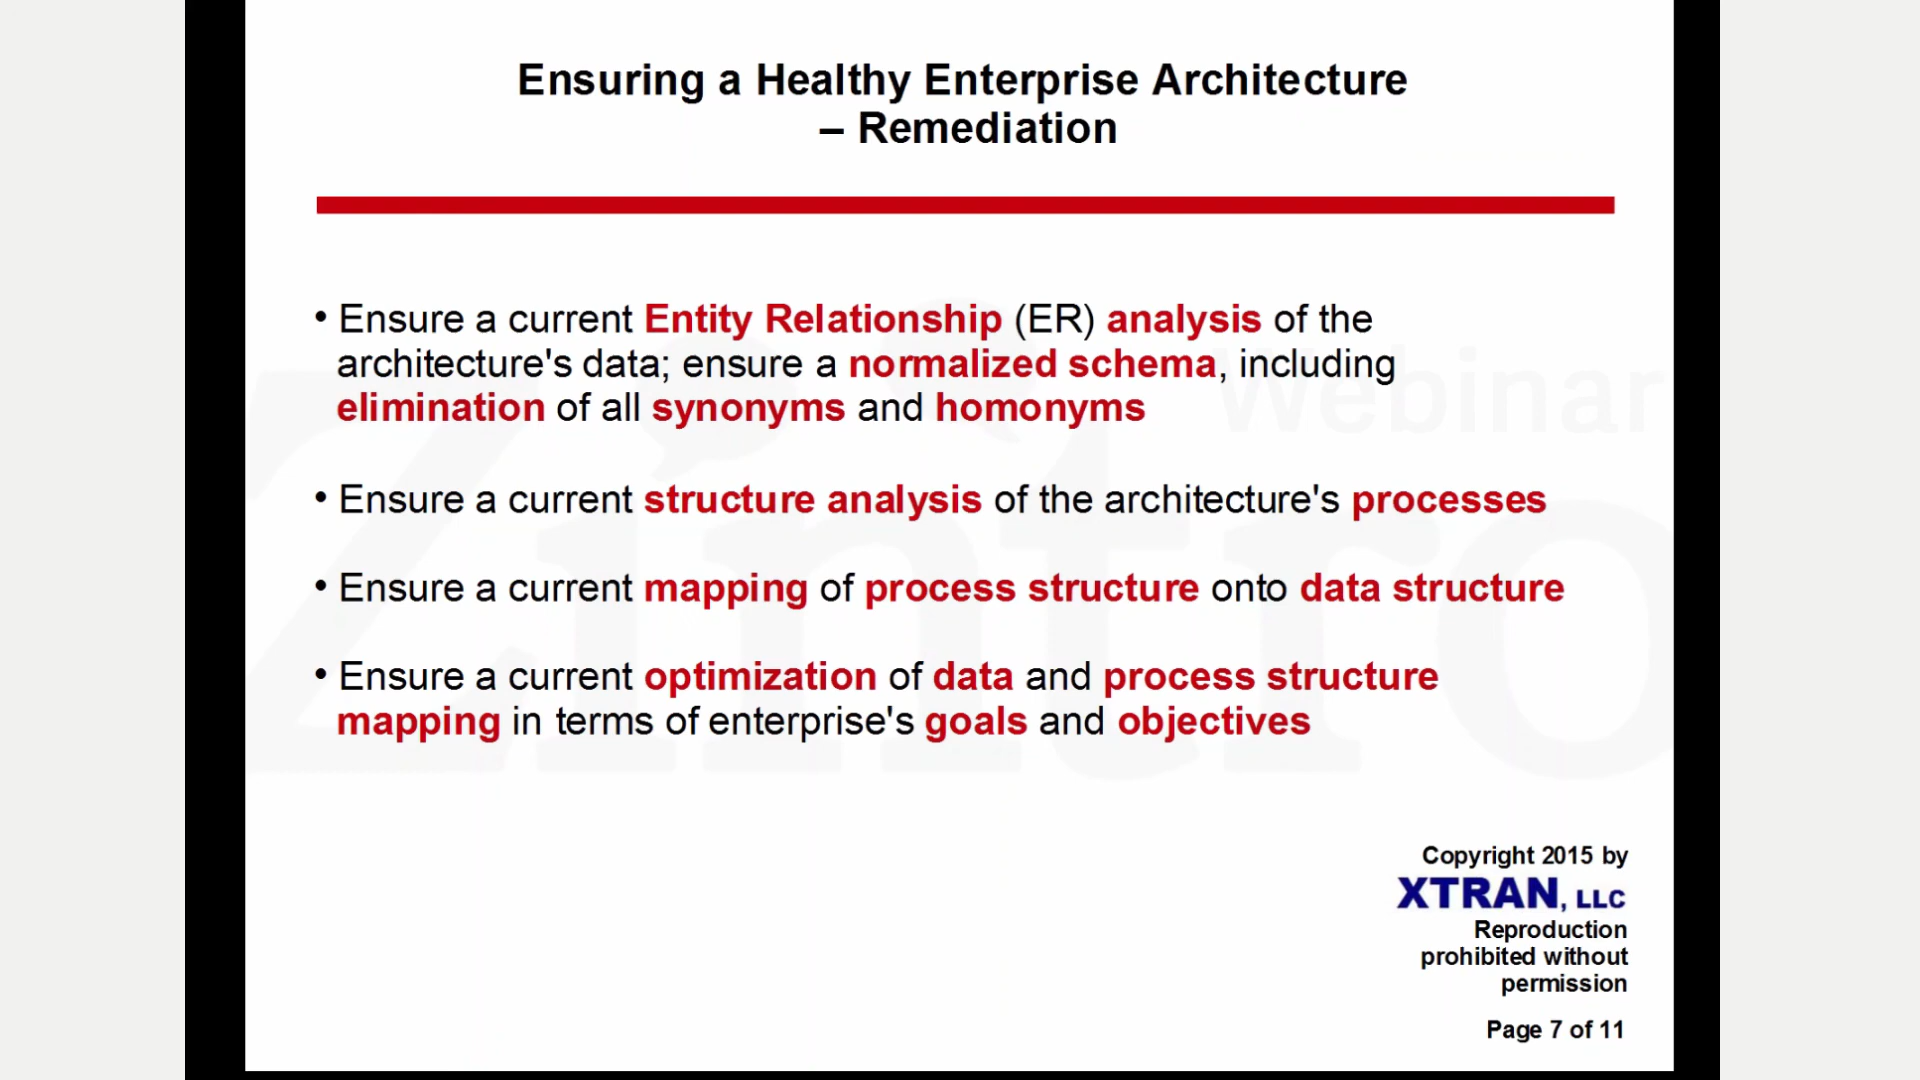 Ensuring a Healthy Enterprise Architecture
– Remediation
• Ensure a current Entity Relationship (ER) analysis of the
architecture's data; ensure a normalized schema, including
elimination of all synonyms and homonyms
Webinar
• Ensure a current structure analysis of the architecture's processes
Zintro
• Ensure a current mapping of process structure onto data structure
• Ensure a current optimization of data and process structure
mapping in terms of enterprise's goals and objectives
Copyright 2015 by
XTRAN, LLC
Reproduction
prohibited without
permission
Page 7 of 11